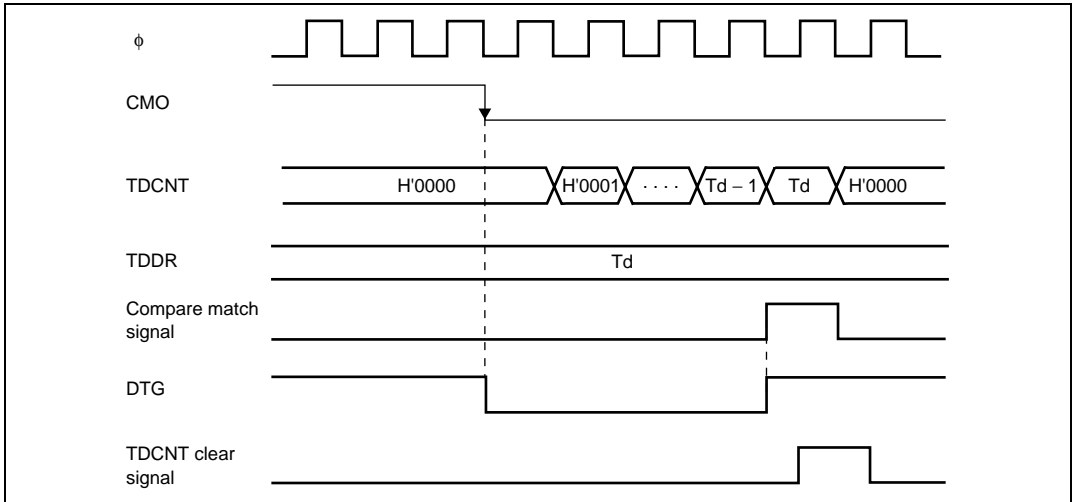 φ
CMO
TDCNT
H'0000
H'0001
· · · ·
Td − 1
Td
H'0000
TDDR
Td
Compare match
signal
DTG
TDCNT clear
signal